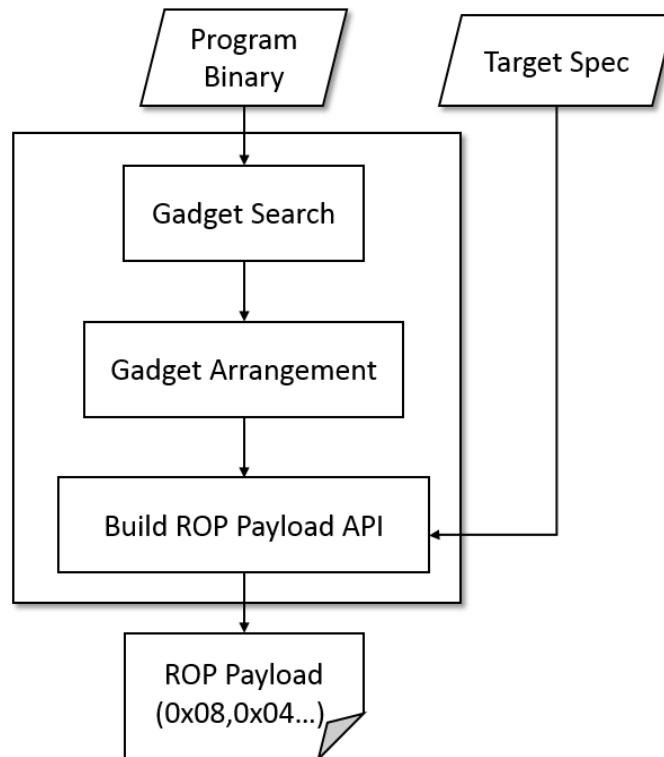 Program
Binary
Target Spec
Gadget Search
Gadget Arrangement
Build ROP Payload API
ROP Payload
(0x08,0x04...)